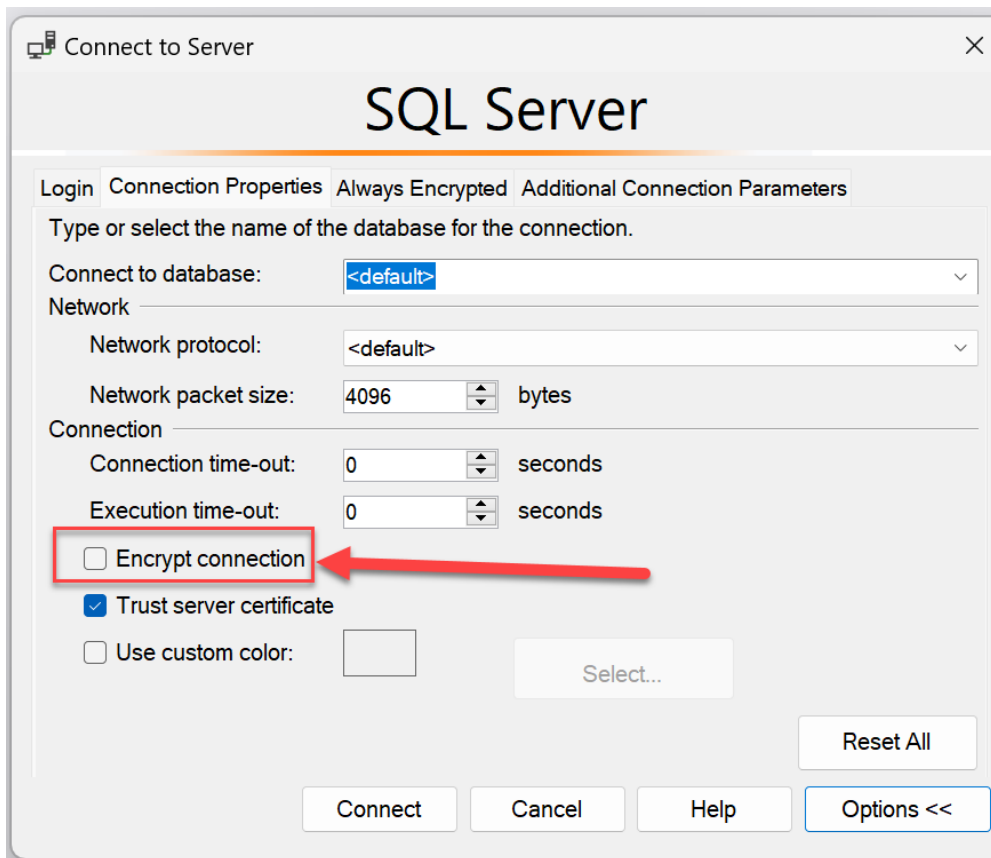 Connect to Server
SQL Server
Login Connection Properties Always Encrypted Additional Connection Parameters
Type or select the name of the database for the connection.
Connect to database: <default>
Network
Network protocol: <default>
Network packet size: 4096 bytes
Connection
Connection time-out: 0 seconds
Execution time-out: 0 seconds
Encrypt connection
Trust server certificate
Use custom color:
Select...
Reset All
Connect Cancel Help Options <<